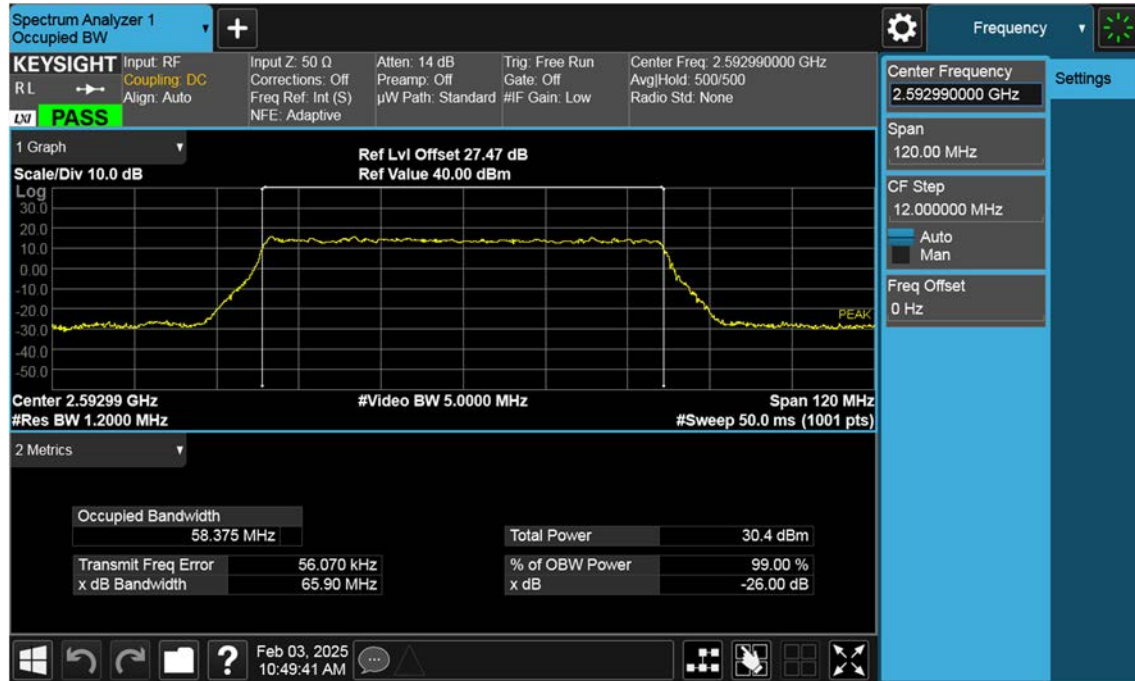 Spectrum Analyzer 1
Occupied BW
Frequency
KEYSIGHT
RL
LXI PASS
Input: RF
Coupling: DC
Align: Auto
Input Z: 50 Ω
Corrections: Off
Freq Ref: Int (S)
NFE: Adaptive
Atten: 14 dB
Preamp: Off
µW Path: Standard
Trig: Free Run
Gate: Off
#IF Gain: Low
Center Freq: 2.592990000 GHz
Avg|Hold: 500/500
Radio Std: None
Center Frequency
2.592990000 GHz
Settings
Span
120.00 MHz
CF Step
12.000000 MHz
Auto
Man
Freq Offset
0 Hz
1 Graph
Scale/Div 10.0 dB
Ref Lvl Offset 27.47 dB
Ref Value 40.00 dBm
Log
30.0
20.0
10.0
0.00
-10.0
-20.0
-30.0
-40.0
-50.0
PEAK
Center 2.59299 GHz
#Video BW 5.0000 MHz
Span 120 MHz
#Res BW 1.2000 MHz
#Sweep 50.0 ms (1001 pts)
2 Metrics
Occupied Bandwidth
58.375 MHz
Total Power 30.4 dBm
Transmit Freq Error 56.070 kHz
% of OBW Power 99.00 %
x dB Bandwidth 65.90 MHz
x dB -26.00 dB
?
Feb 03, 2025
10:49:41 AM